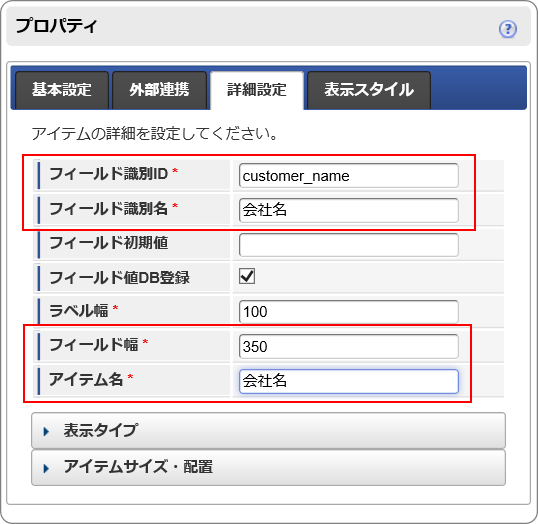 プロパティ
?
基本設定 外部連携 詳細設定 表示スタイル
アイテムの詳細を設定してください。
フィールド識別ID * customer_name
フィールド識別名 * 会社名
フィールド初期値
フィールド値DB登録
ラベル幅 * 100
フィールド幅 * 350
アイテム名 * 会社名
表示タイプ
アイテムサイズ・配置